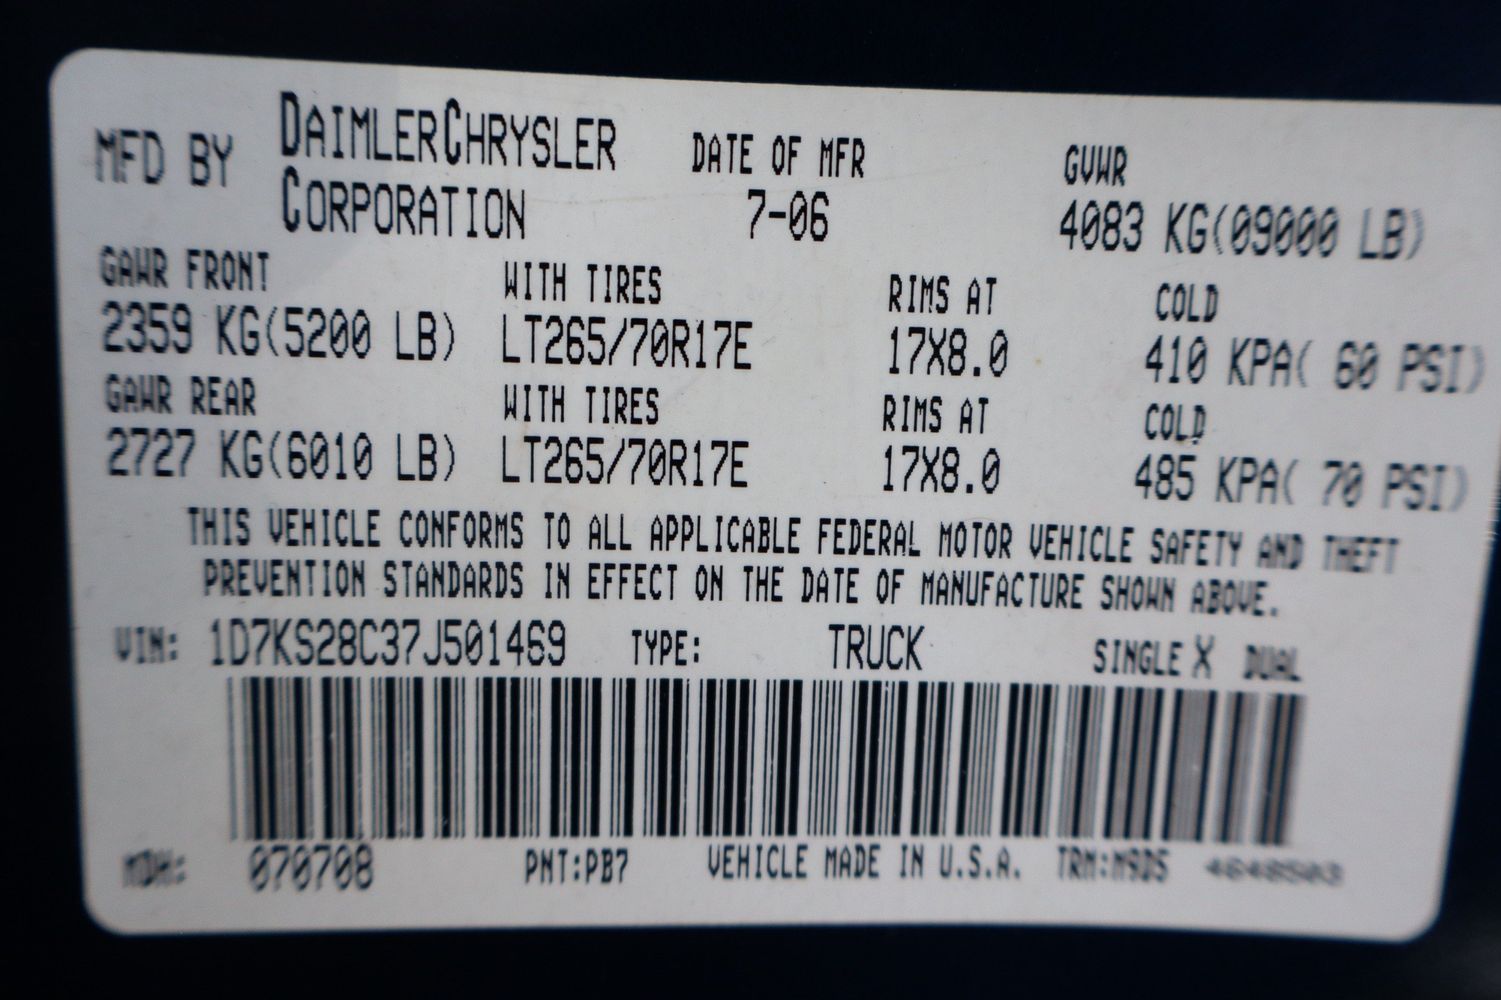 MFD BY DAIMLERCHRYSLER CORPORATION DATE OF MFR 7-06 GVWR 4083 KG(09000 LB)
GAWR FRONT WITH TIRES RIMS AT COLD
2359 KG(5200 LB) LT265/70R17E 17X8.0 410 KPA( 60 PSI)
GAWR REAR WITH TIRES RIMS AT COLD
2727 KG(6010 LB) LT265/70R17E 17X8.0 485 KPA( 70 PSI)
THIS VEHICLE CONFORMS TO ALL APPLICABLE FEDERAL MOTOR VEHICLE SAFETY AND THEFT
PREVENTION STANDARDS IN EFFECT ON THE DATE OF MANUFACTURE SHOWN ABOVE.
VIN: 1D7KS28C37J501469 TYPE: TRUCK SINGLE X DUAL
MDH: 070708 PNT:PB7 VEHICLE MADE IN U.S.A. TRM:M9D5